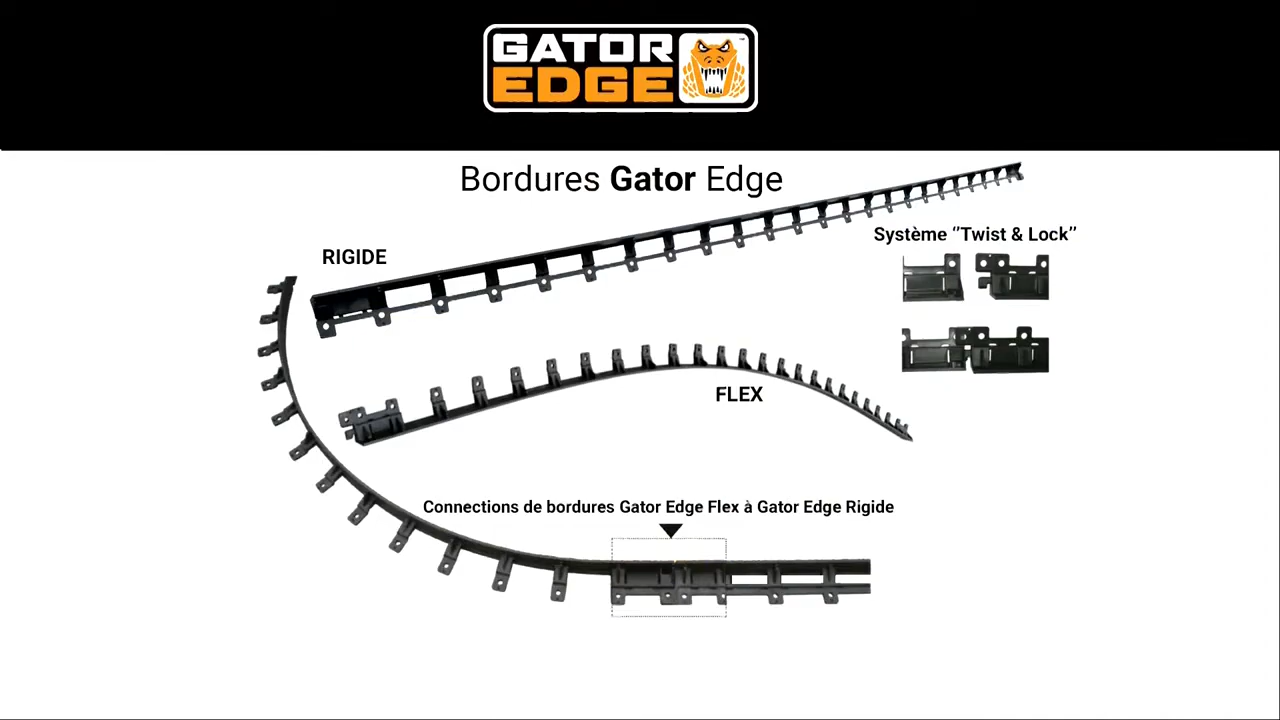 GATOR
EDGE
Bordures Gator Edge
Système ‘’Twist & Lock’’
RIGIDE
FLEX
Connections de bordures Gator Edge Flex à Gator Edge Rigide